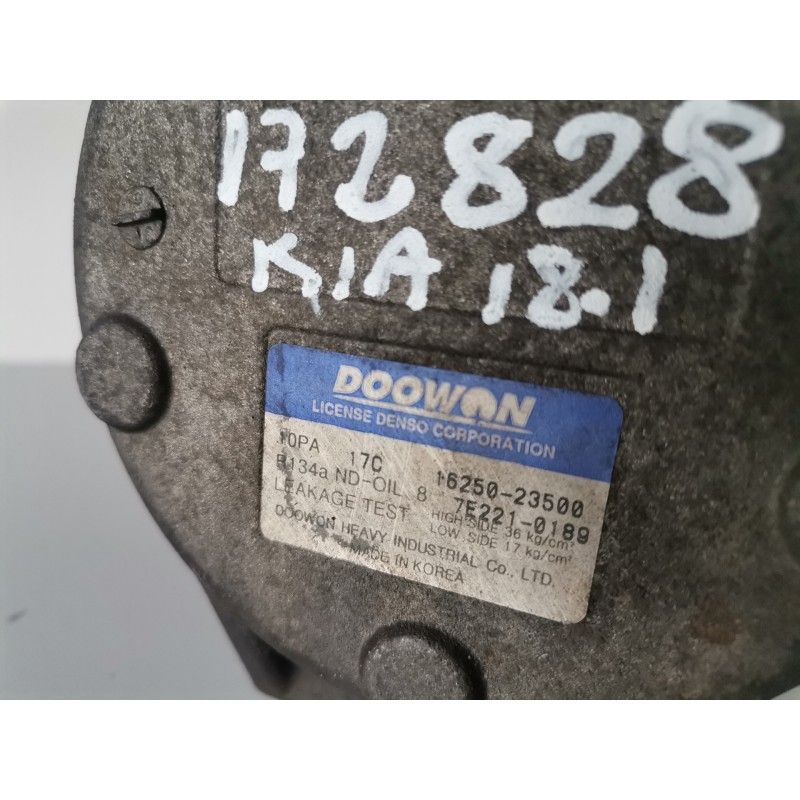 172828
KIA 18.1
DOOWON
LICENSE DENSO CORPORATION
10PA 17C 16250-23500
R134a ND-OIL 8 7E221-0189
LEAKAGE TEST HIGH SIDE 36 kg/cm²
LOW SIDE 17 kg/cm²
DOOWON HEAVY INDUSTRIAL Co., LTD.
MADE IN KOREA